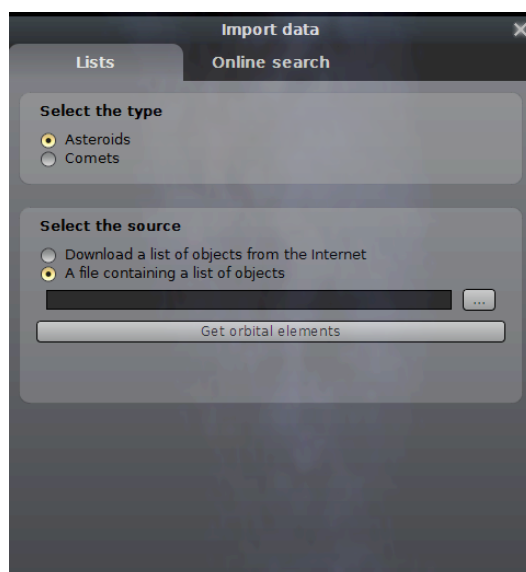 Import data
Lists
Online search
Select the type
Asteroids
Comets
Select the source
Download a list of objects from the Internet
A file containing a list of objects
...
Get orbital elements